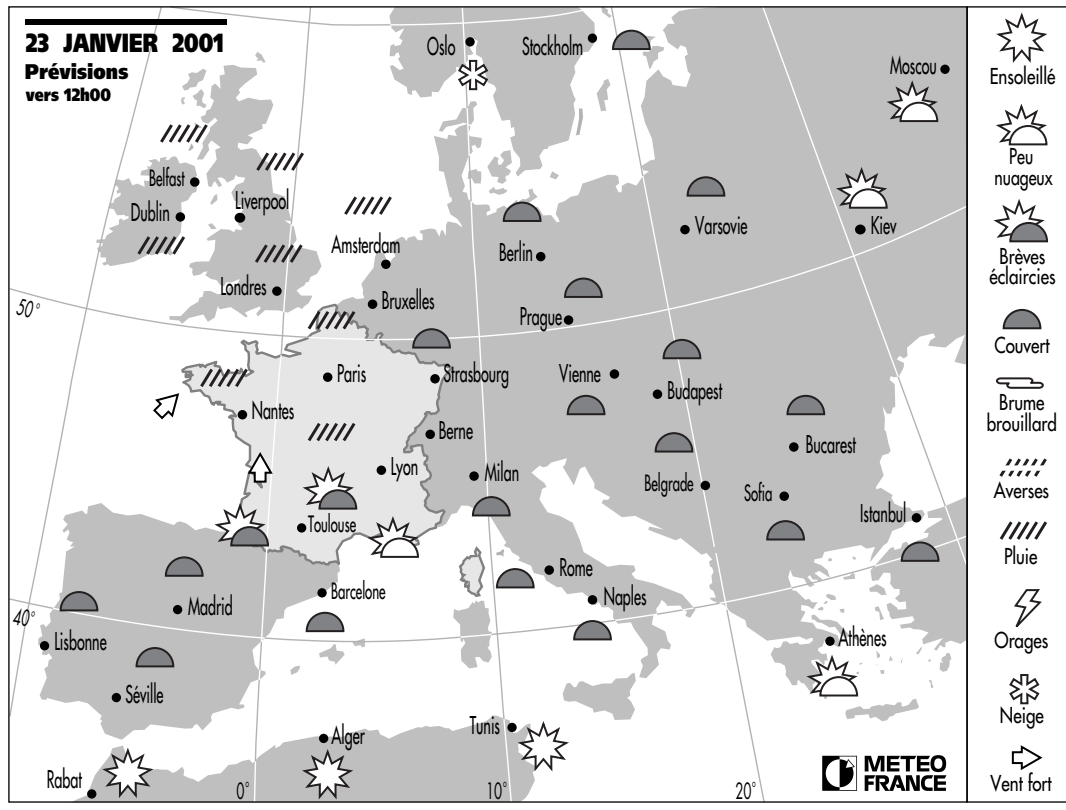 23 JANVIER 2001
Prévisions
vers 12h00
Oslo
Stockholm
Moscou
Belfast
Dublin
Liverpool
Amsterdam
Berlin
Varsovie
Kiev
Londres
Bruxelles
Prague
50°
Paris
Strasbourg
Vienne
Budapest
Nantes
Berne
Bucarest
Lyon
Milan
Belgrade
Sofia
Istanbul
Toulouse
Rome
Barcelone
Naples
Madrid
40°
Lisbonne
Athènes
Séville
Alger
Tunis
Rabat
0°
10°
20°
METEO
FRANCE
Ensoleillé
Peu
nuageux
Brèves
éclaircies
Couvert
Brume
brouillard
Averses
Pluie
Orages
Neige
Vent fort